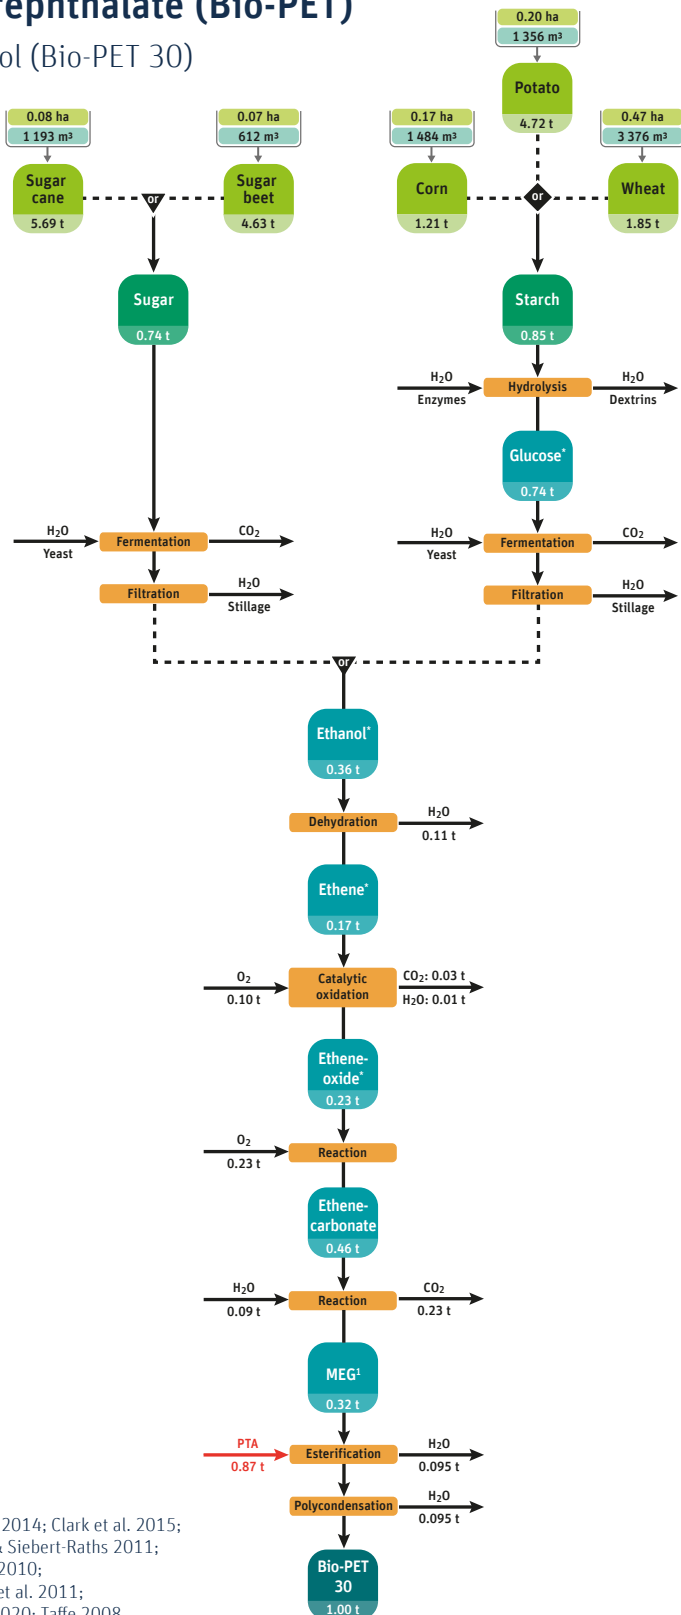 rephthalate (Bio-PET)
ol (Bio-PET 30)
0.20 ha
1 356 m³
Potato
4.72 t
0.08 ha
1 193 m³
Sugar
cane
5.69 t
or
0.07 ha
612 m³
Sugar
beet
4.63 t
0.17 ha
1 484 m³
Corn
1.21 t
or
0.47 ha
3 376 m³
Wheat
1.85 t
Sugar
0.74 t
Starch
0.85 t
H₂O
Enzymes
Hydrolysis
H₂O
Dextrins
Glucose*
0.74 t
H₂O
Yeast
Fermentation
CO₂
H₂O
Yeast
Fermentation
CO₂
Filtration
H₂O
Stillage
Filtration
H₂O
Stillage
or
Ethanol*
0.36 t
Dehydration
H₂O
0.11 t
Ethene*
0.17 t
O₂
0.10 t
Catalytic
oxidation
CO₂: 0.03 t
H₂O: 0.01 t
Ethene-
oxide*
0.23 t
O₂
0.23 t
Reaction
Ethene-
carbonate
0.46 t
H₂O
0.09 t
Reaction
CO₂
0.23 t
MEG¹
0.32 t
PTA
0.87 t
Esterification
H₂O
0.095 t
Polycondensation
H₂O
0.095 t
Bio-PET
30
1.00 t
2014; Clark et al. 2015;
& Siebert-Raths 2011;
2010;
et al. 2011;
2020; Taffe 2008